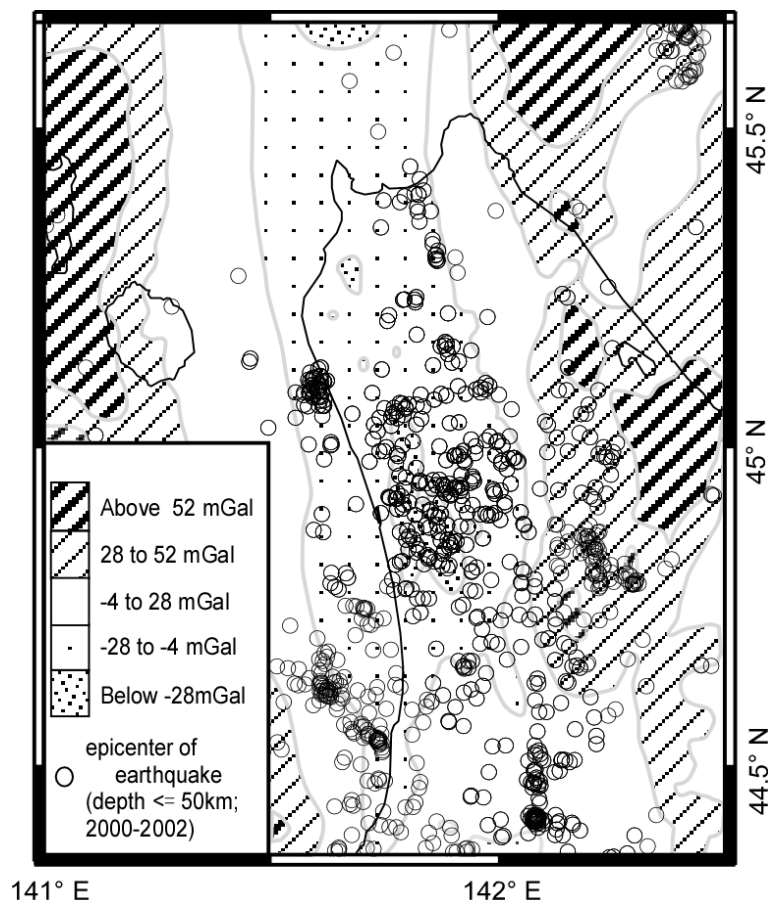 45.5° N
45° N
Above 52 mGal
28 to 52 mGal
-4 to 28 mGal
-28 to -4 mGal
Below -28mGal
epicenter of
earthquake
(depth <= 50km;
2000-2002)
44.5° N
141° E
142° E